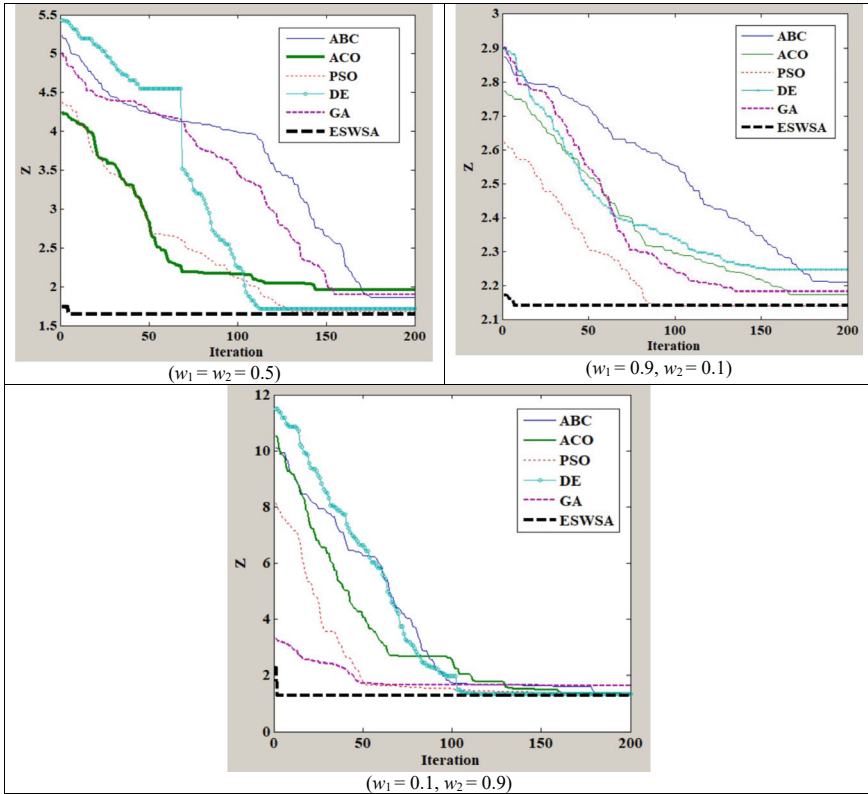 5.5
5
4.5
4
3.5
3
2.5
2
1.5
Z
0
50
100
150
200
Iteration
ABC
ACO
PSO
DE
GA
ESWSA
(w₁ = w₂ = 0.5)
2.9
2.8
2.7
2.6
2.5
2.4
2.3
2.2
2.1
Z
0
50
100
150
200
Iteration
ABC
ACO
PSO
DE
GA
ESWSA
(w₁ = 0.9, w₂ = 0.1)
12
10
8
6
4
2
0
Z
0
50
100
150
200
Iteration
ABC
ACO
PSO
DE
GA
ESWSA
(w₁ = 0.1, w₂ = 0.9)